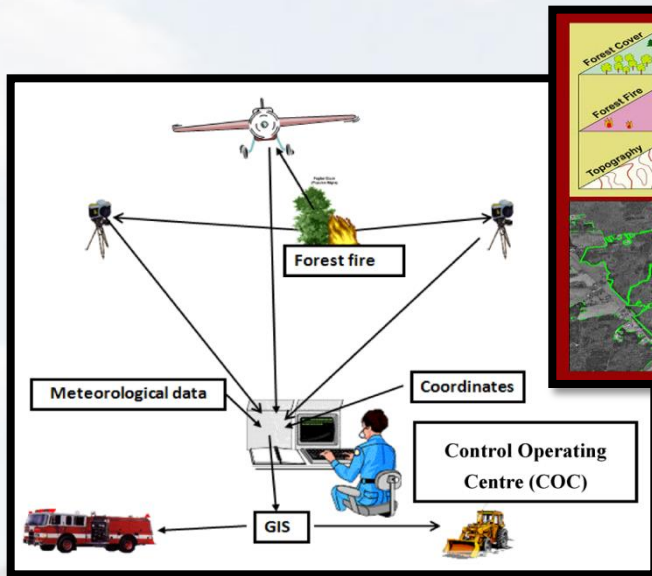 Forest Cover
Forest Fire
Topography
Forest fire
Meteorological data
Coordinates
Control Operating
Centre (COC)
GIS